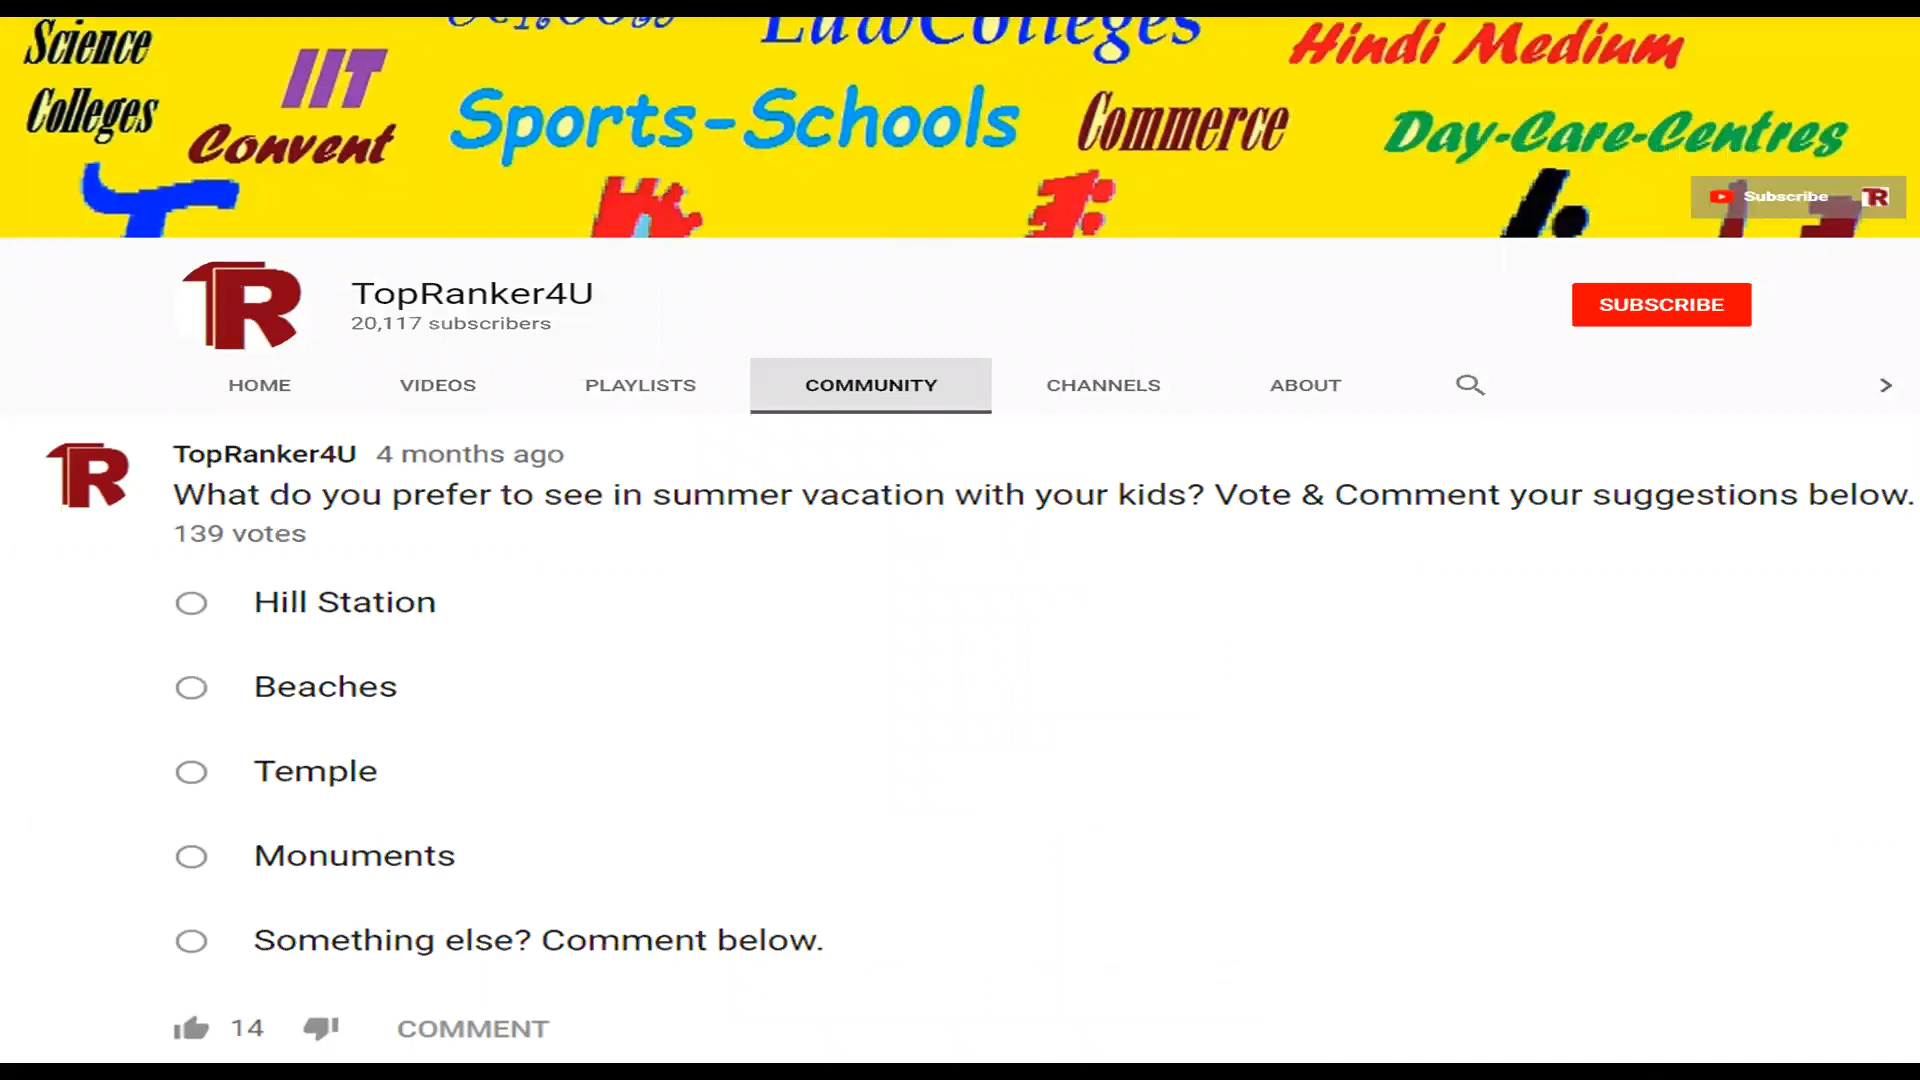 Science
Colleges
IIT
Convent
LawColleges
Sports-Schools
Commerce
Hindi Medium
Day-Care-Centres
Subscribe
TR
TR
TopRanker4U
20,117 subscribers
SUBSCRIBE
HOME
VIDEOS
PLAYLISTS
COMMUNITY
CHANNELS
ABOUT
TR
TopRanker4U 4 months ago
What do you prefer to see in summer vacation with your kids? Vote & Comment your suggestions below.
139 votes
Hill Station
Beaches
Temple
Monuments
Something else? Comment below.
14
COMMENT